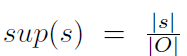 sup(s) = |s| / |O|